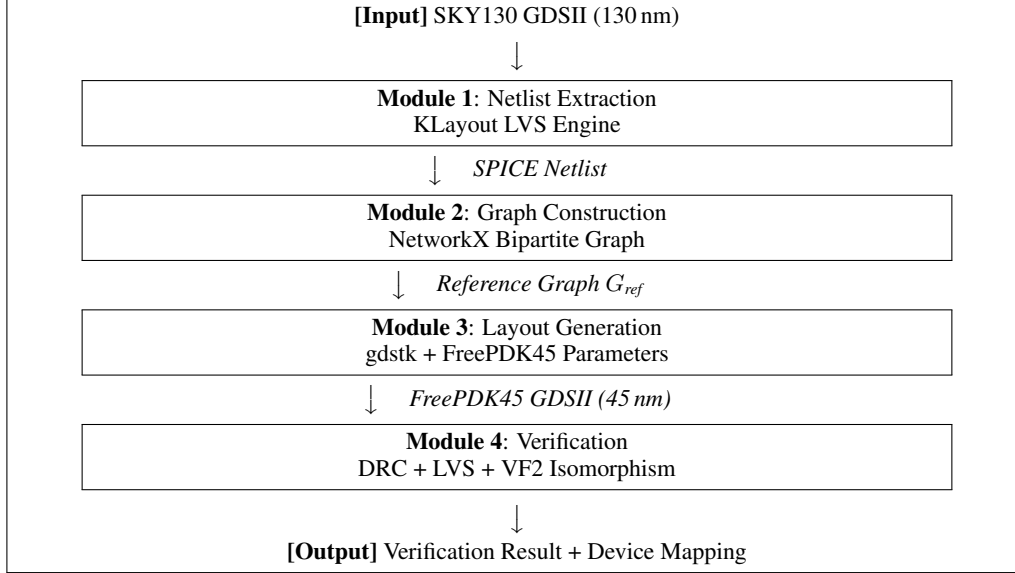 [Input] SKY130 GDSII (130 nm)
↓
Module 1: Netlist Extraction
KLayout LVS Engine
↓ SPICE Netlist
Module 2: Graph Construction
NetworkX Bipartite Graph
↓ Reference Graph G_ref
Module 3: Layout Generation
gdstk + FreePDK45 Parameters
↓ FreePDK45 GDSII (45 nm)
Module 4: Verification
DRC + LVS + VF2 Isomorphism
↓
[Output] Verification Result + Device Mapping